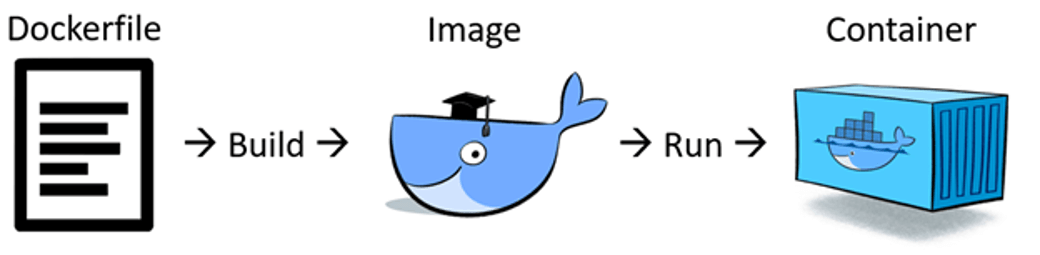 Dockerfile
Image
Container
→ Build →
→ Run →